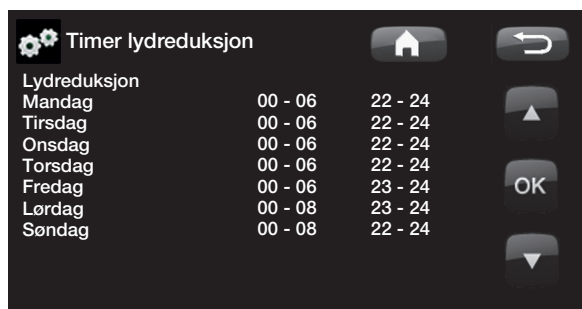 Timer lydreduksjon
Lydreduksjon
Mandag 00 - 06 22 - 24
Tirsdag 00 - 06 22 - 24
Onsdag 00 - 06 22 - 24
Torsdag 00 - 06 22 - 24
Fredag 00 - 06 23 - 24
Lørdag 00 - 08 23 - 24
Søndag 00 - 08 22 - 24
OK